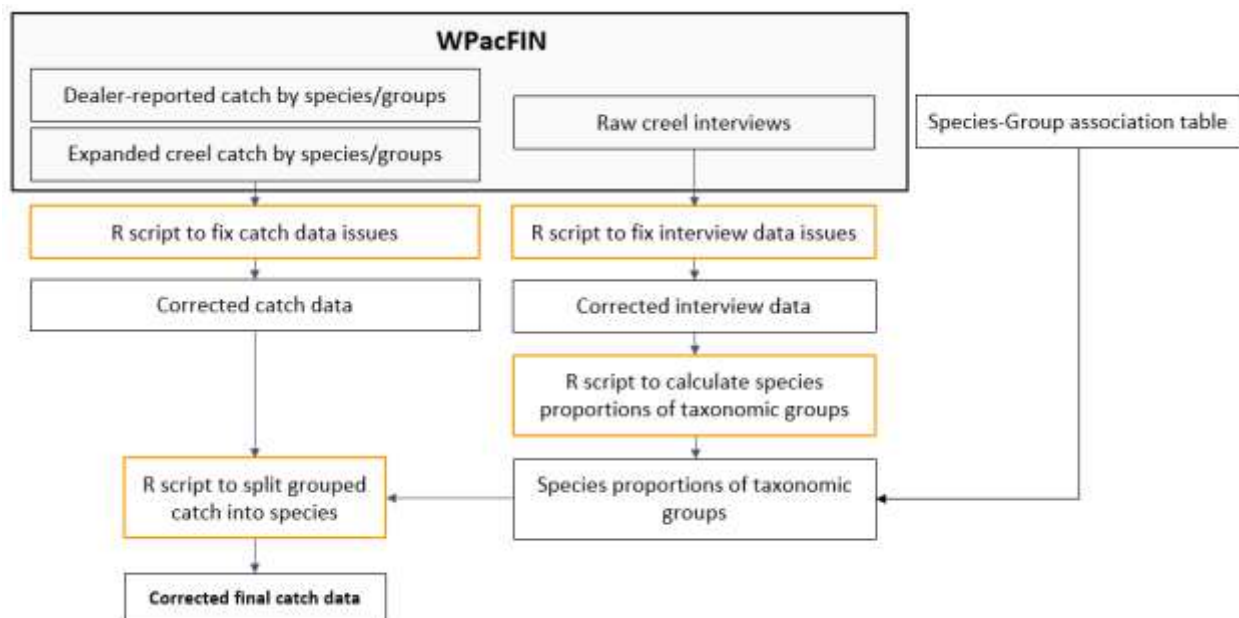 WPacFIN
Dealer-reported catch by species/groups
Expanded creel catch by species/groups
Raw creel interviews
Species-Group association table
R script to fix catch data issues
R script to fix interview data issues
Corrected catch data
Corrected interview data
R script to calculate species
proportions of taxonomic groups
R script to split grouped
catch into species
Species proportions of taxonomic
groups
Corrected final catch data